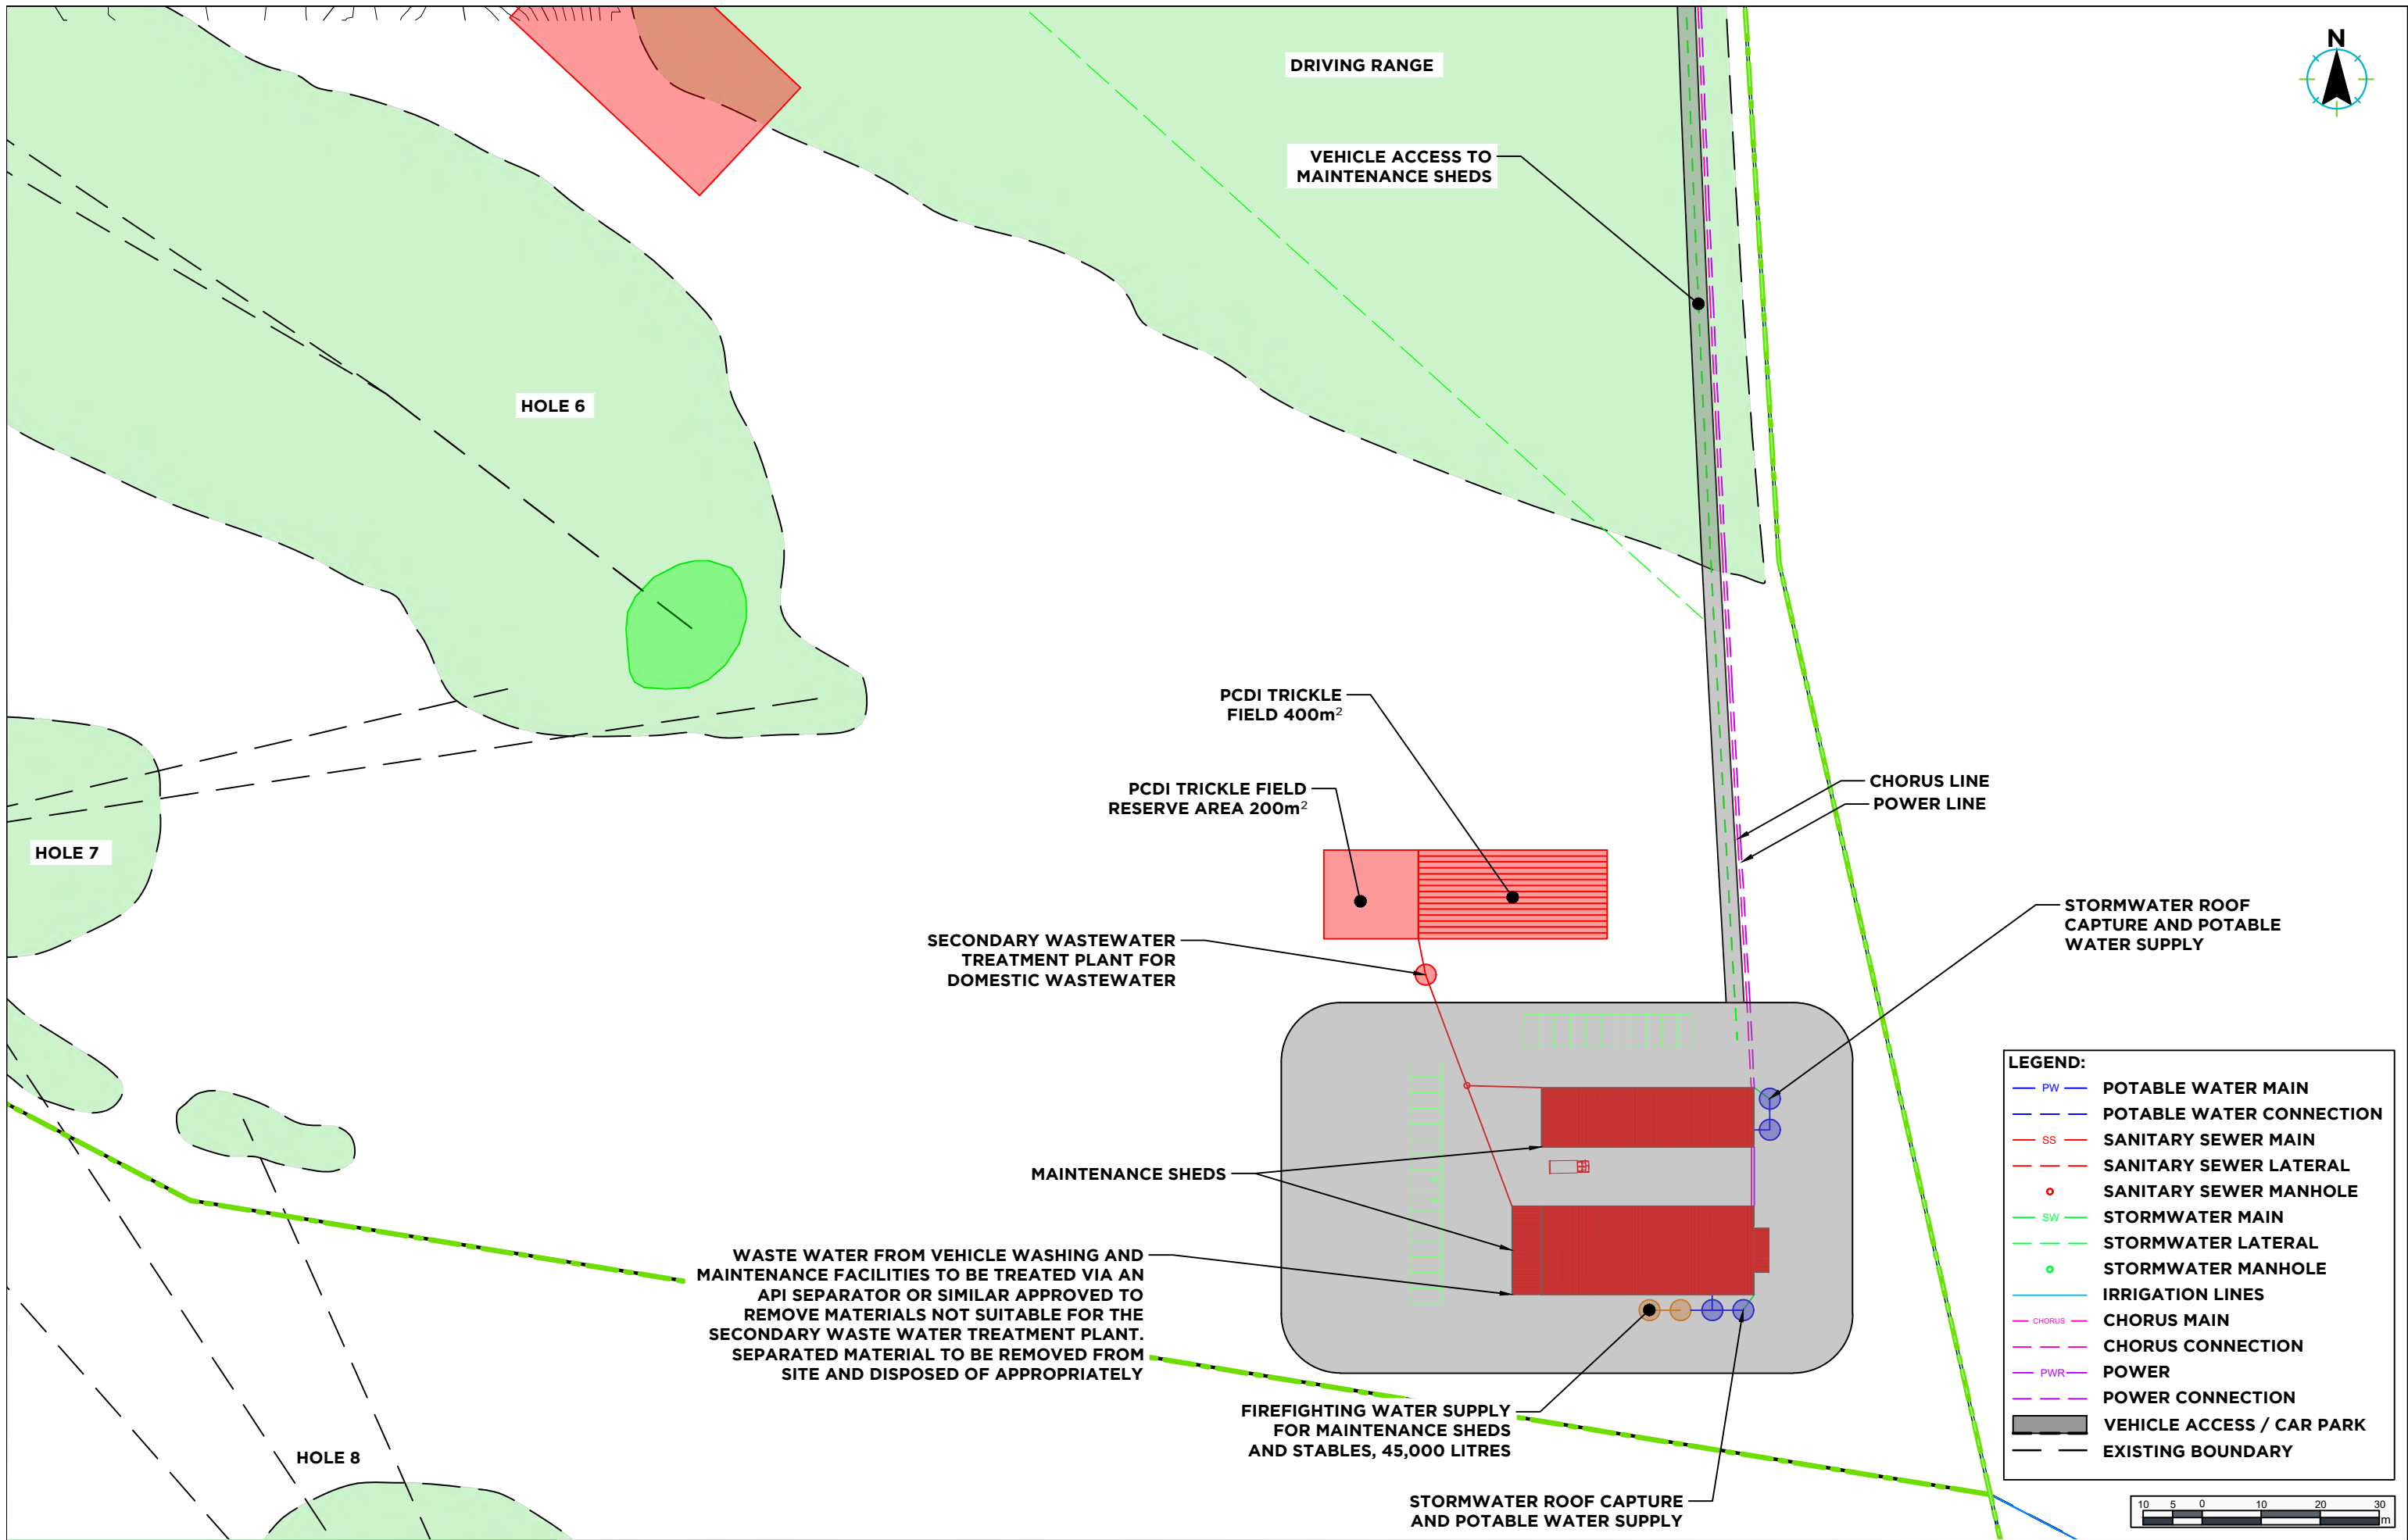 DRIVING RANGE
N
VEHICLE ACCESS TO
MAINTENANCE SHEDS
HOLE 6
PCDI TRICKLE
FIELD 400m²
PCDI TRICKLE FIELD
RESERVE AREA 200m²
CHORUS LINE
POWER LINE
HOLE 7
STORMWATER ROOF
CAPTURE AND POTABLE
WATER SUPPLY
SECONDARY WASTEWATER
TREATMENT PLANT FOR
DOMESTIC WASTEWATER
MAINTENANCE SHEDS
WASTE WATER FROM VEHICLE WASHING AND
MAINTENANCE FACILITIES TO BE TREATED VIA AN
API SEPARATOR OR SIMILAR APPROVED TO
REMOVE MATERIALS NOT SUITABLE FOR THE
SECONDARY WASTE WATER TREATMENT PLANT.
SEPARATED MATERIAL TO BE REMOVED FROM
SITE AND DISPOSED OF APPROPRIATELY
FIREFIGHTING WATER SUPPLY
FOR MAINTENANCE SHEDS
AND STABLES, 45,000 LITRES
HOLE 8
STORMWATER ROOF CAPTURE
AND POTABLE WATER SUPPLY
LEGEND:
PW POTABLE WATER MAIN
POTABLE WATER CONNECTION
SS SANITARY SEWER MAIN
SANITARY SEWER LATERAL
SANITARY SEWER MANHOLE
SW STORMWATER MAIN
STORMWATER LATERAL
STORMWATER MANHOLE
IRRIGATION LINES
CHORUS CHORUS MAIN
CHORUS CONNECTION
PWR POWER
POWER CONNECTION
VEHICLE ACCESS / CAR PARK
EXISTING BOUNDARY
10 5 0 10 20 30
m